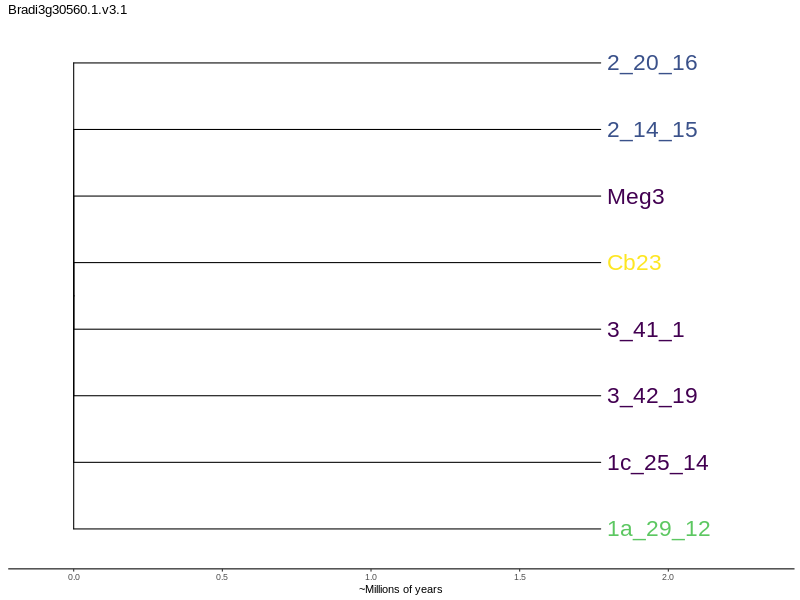 Bradi3g30560.1.v3.1
2_20_16
2_14_15
Meg3
Cb23
3_41_1
3_42_19
1c_25_14
1a_29_12
0.0 0.5 1.0 1.5 2.0
~Millions of years